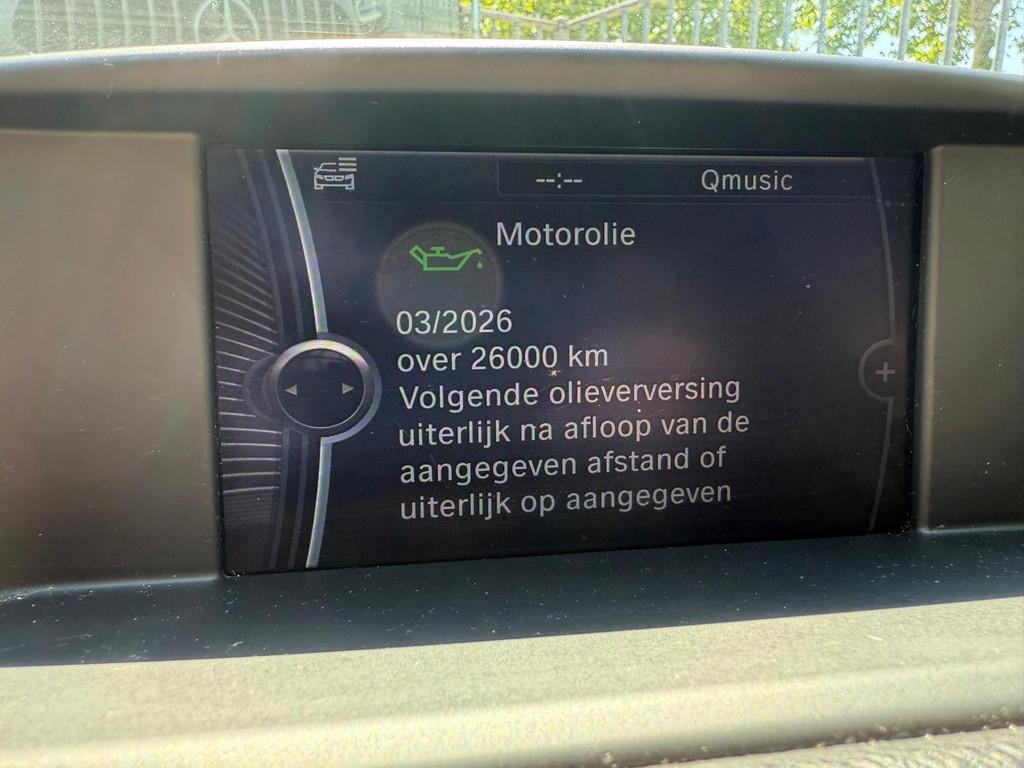 --:-- Qmusic
Motorolie
03/2026
over 26000 km
Volgende olieverversing
uiterlijk na afloop van de
aangegeven afstand of
uiterlijk op aangegeven